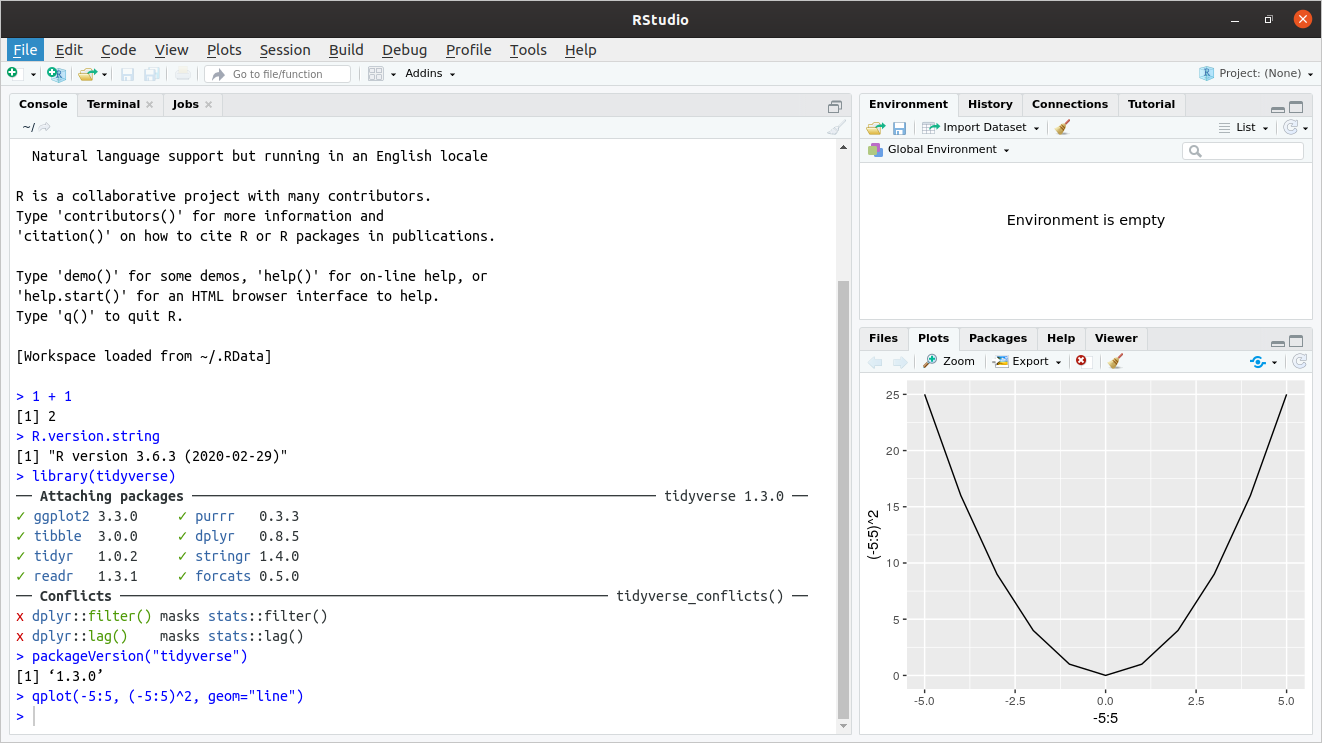 RStudio
File Edit Code View Plots Session Build Debug Profile Tools Help
Go to file/function Addins Project: (None)
Console Terminal Jobs
~/
Natural language support but running in an English locale
R is a collaborative project with many contributors.
Type 'contributors()' for more information and
'citation()' on how to cite R or R packages in publications.
Type 'demo()' for some demos, 'help()' for on-line help, or
'help.start()' for an HTML browser interface to help.
Type 'q()' to quit R.
[Workspace loaded from ~/.RData]
> 1 + 1
[1] 2
> R.version.string
[1] "R version 3.6.3 (2020-02-29)"
> library(tidyverse)
── Attaching packages ── tidyverse 1.3.0 ──
✓ ggplot2 3.3.0 ✓ purrr 0.3.3
✓ tibble 3.0.0 ✓ dplyr 0.8.5
✓ tidyr 1.0.2 ✓ stringr 1.4.0
✓ readr 1.3.1 ✓ forcats 0.5.0
── Conflicts ── tidyverse_conflicts() ──
x dplyr::filter() masks stats::filter()
x dplyr::lag() masks stats::lag()
> packageVersion("tidyverse")
[1] ‘1.3.0’
> qplot(-5:5, (-5:5)^2, geom="line")
>
Environment History Connections Tutorial
Import Dataset List
Global Environment
Environment is empty
Files Plots Packages Help Viewer
Zoom Export
25
20
15
10
5
0
(-5:5)^2
-5.0 -2.5 0.0 2.5 5.0
-5:5